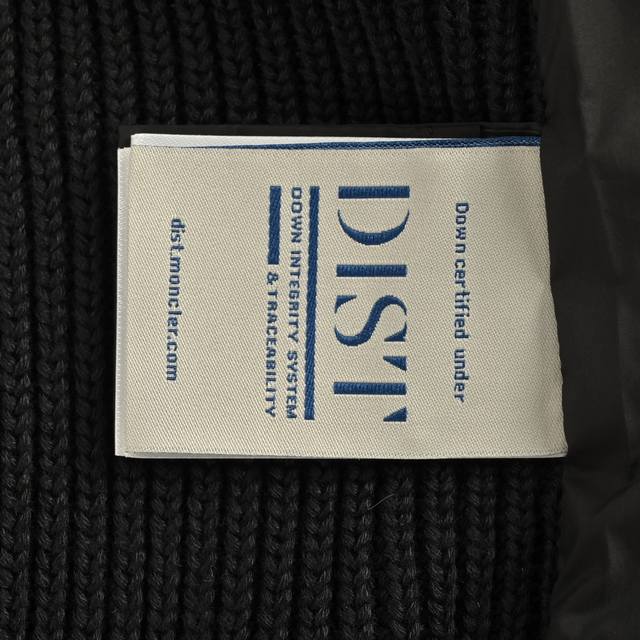 Down certified under
DIST
DOWN INTEGRITY SYSTEM
& TRACEABILITY
dist.moncler.com